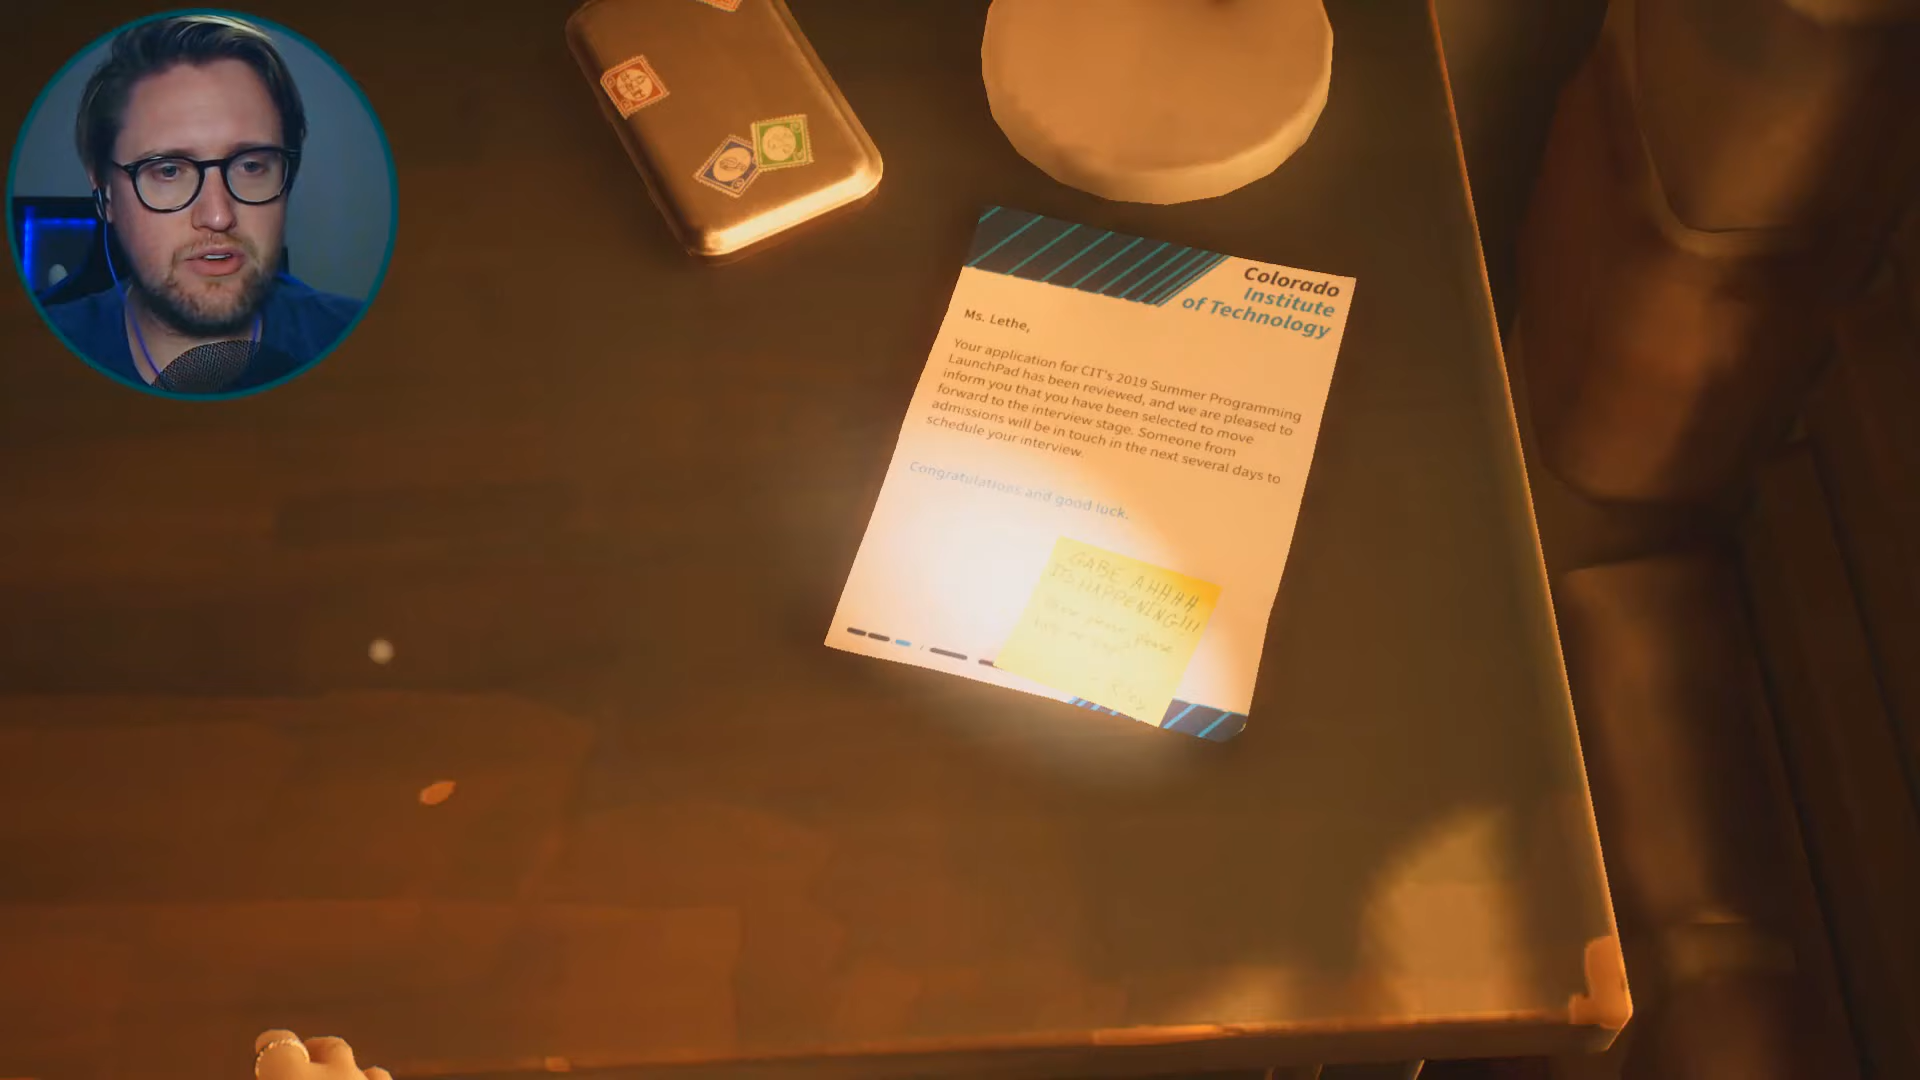 Colorado
Institute
of Technology
Ms. Lethe,
Your application for CIT's 2019 Summer Programming
LaunchPad has been reviewed, and we are pleased to
inform you that you have been selected to move
forward to the interview stage. Someone from
admissions will be in touch in the next several days to
schedule your interview.
Congratulations and good luck.
GABE AHHHH
ITS HAPPENING!!!
please please